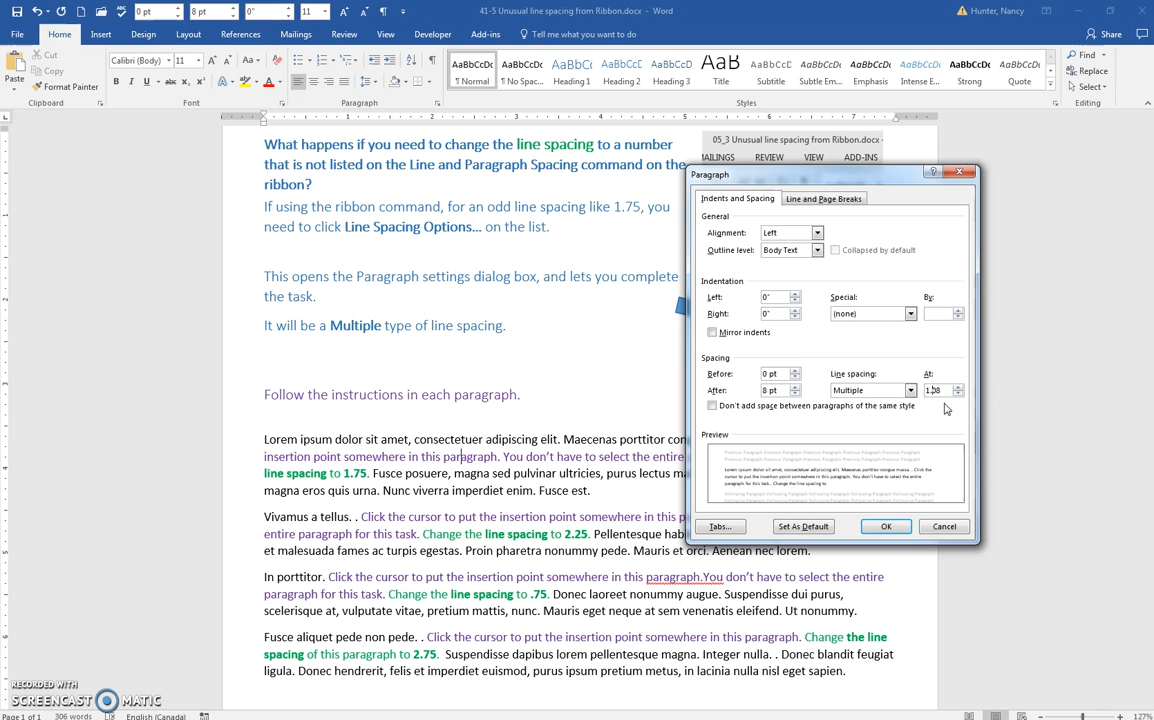 0 pt 8 pt 0" 11 41-5 Unusual line spacing from Ribbon.docx - Word Hunter, Nancy
File Home Insert Design Layout References Mailings Review View Developer Add-ins Tell me what you want to do Share
Paste Cut Copy Format Painter
Calibri (Body) 11
B I U
AaBbCcDc AaBbCcDc AaBbCc AaBbCcC AaBbCcD AaB AaBbCcC AaBbCcDc AaBbCcDc AaBbCcDc AaBbCcDc AaBbCcDc
¶ Normal ¶ No Spac... Heading 1 Heading 2 Heading 3 Title Subtitle Subtle Em... Emphasis Intense E... Strong Quote
Find Replace Select
Clipboard Font Paragraph Styles Editing
1 2 3 4 5 6 7
What happens if you need to change the line spacing to a number
that is not listed on the Line and Paragraph Spacing command on the
ribbon?
If using the ribbon command, for an odd line spacing like 1.75, you
need to click Line Spacing Options... on the list.
This opens the Paragraph settings dialog box, and lets you complete
the task.
It will be a Multiple type of line spacing.
Follow the instructions in each paragraph.
Lorem ipsum dolor sit amet, consectetuer adipiscing elit. Maecenas porttitor con
insertion point somewhere in this paragraph. You don't have to select the entire
line spacing to 1.75. Fusce posuere, magna sed pulvinar ultricies, purus lectus ma
magna eros quis urna. Nunc viverra imperdiet enim. Fusce est.
Vivamus a tellus. . Click the cursor to put the insertion point somewhere in this p
entire paragraph for this task. Change the line spacing to 2.25. Pellentesque hab
et malesuada fames ac turpis egestas. Proin pharetra nonummy pede. Mauris et orci. Aenean nec lorem.
In porttitor. Click the cursor to put the insertion point somewhere in this paragraph.You don't have to select the entire
paragraph for this task. Change the line spacing to .75. Donec laoreet nonummy augue. Suspendisse dui purus,
scelerisque at, vulputate vitae, pretium mattis, nunc. Mauris eget neque at sem venenatis eleifend. Ut nonummy.
Fusce aliquet pede non pede. . Click the cursor to put the insertion point somewhere in this paragraph. Change the line
spacing of this paragraph to 2.75. Suspendisse dapibus lorem pellentesque magna. Integer nulla. . Donec blandit feugiat
ligula. Donec hendrerit, felis et imperdiet euismod, purus ipsum pretium metus, in lacinia nulla nisl eget sapien.
05_3 Unusual line spacing from Ribbon.docx
MAILINGS REVIEW VIEW ADD-INS
Paragraph
Indents and Spacing Line and Page Breaks
General
Alignment: Left
Outline level: Body Text Collapsed by default
Indentation
Left: 0" Special: By:
Right: 0" (none)
Mirror indents
Spacing
Before: 0 pt Line spacing: At:
After: 8 pt Multiple 1.08
Don't add space between paragraphs of the same style
Preview
Tabs... Set As Default OK Cancel
RECORDED WITH
SCREENCAST MATIC
Page 1 of 1 306 words English (Canada) 127%